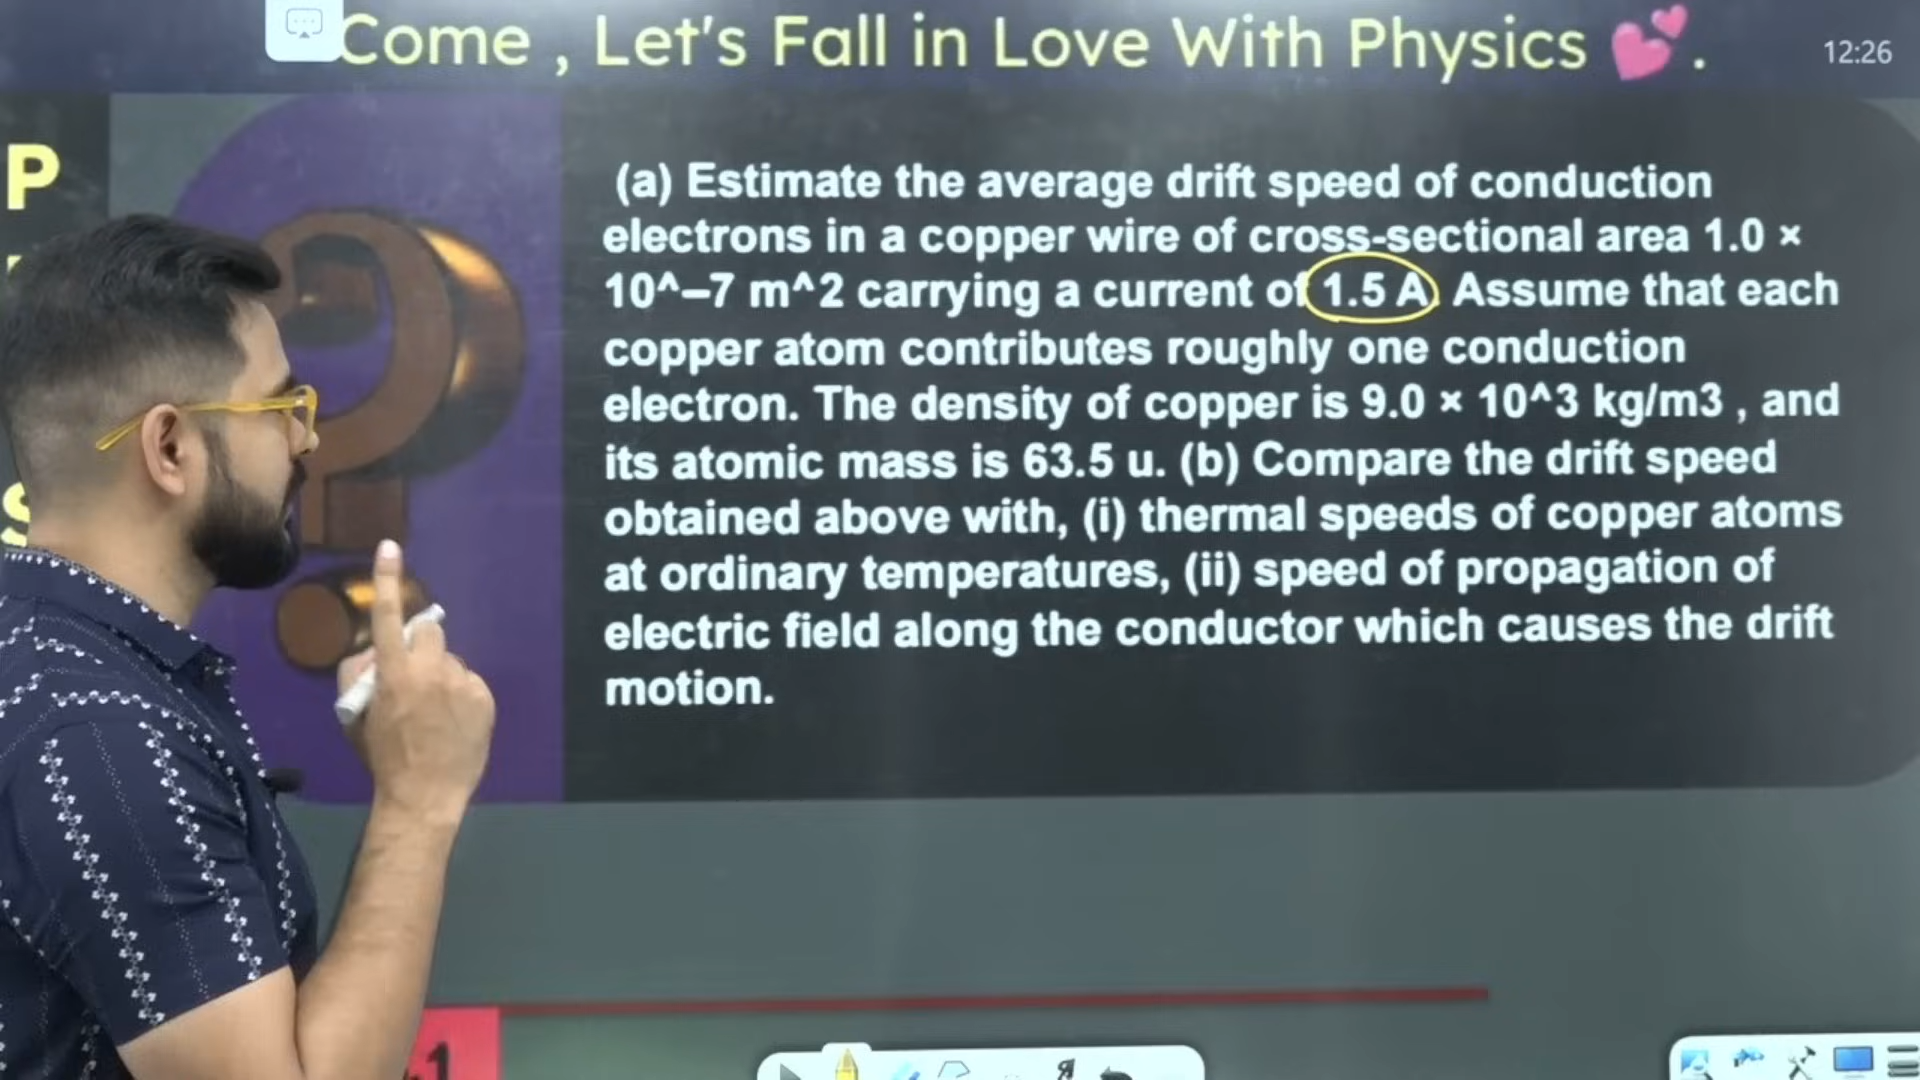 Come , Let's Fall in Love With Physics 💕.
12:26
P
S
(a) Estimate the average drift speed of conduction
electrons in a copper wire of cross-sectional area 1.0 ×
10^–7 m^2 carrying a current of 1.5 A. Assume that each
copper atom contributes roughly one conduction
electron. The density of copper is 9.0 × 10^3 kg/m3 , and
its atomic mass is 63.5 u. (b) Compare the drift speed
obtained above with, (i) thermal speeds of copper atoms
at ordinary temperatures, (ii) speed of propagation of
electric field along the conductor which causes the drift
motion.
1